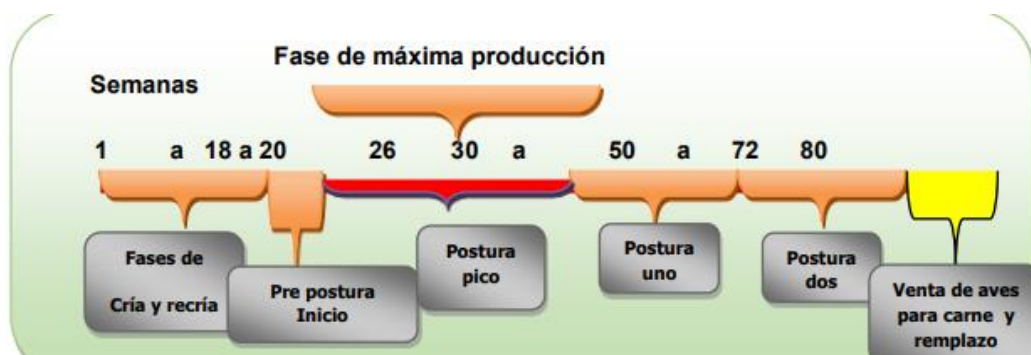 Fase de máxima producción
Semanas
1 a 18 a 20 26 30 a 50 a 72 80
Fases de
Cría y recría
Pre postura
Inicio
Postura
pico
Postura
uno
Postura
dos
Venta de aves
para carne y
remplazo